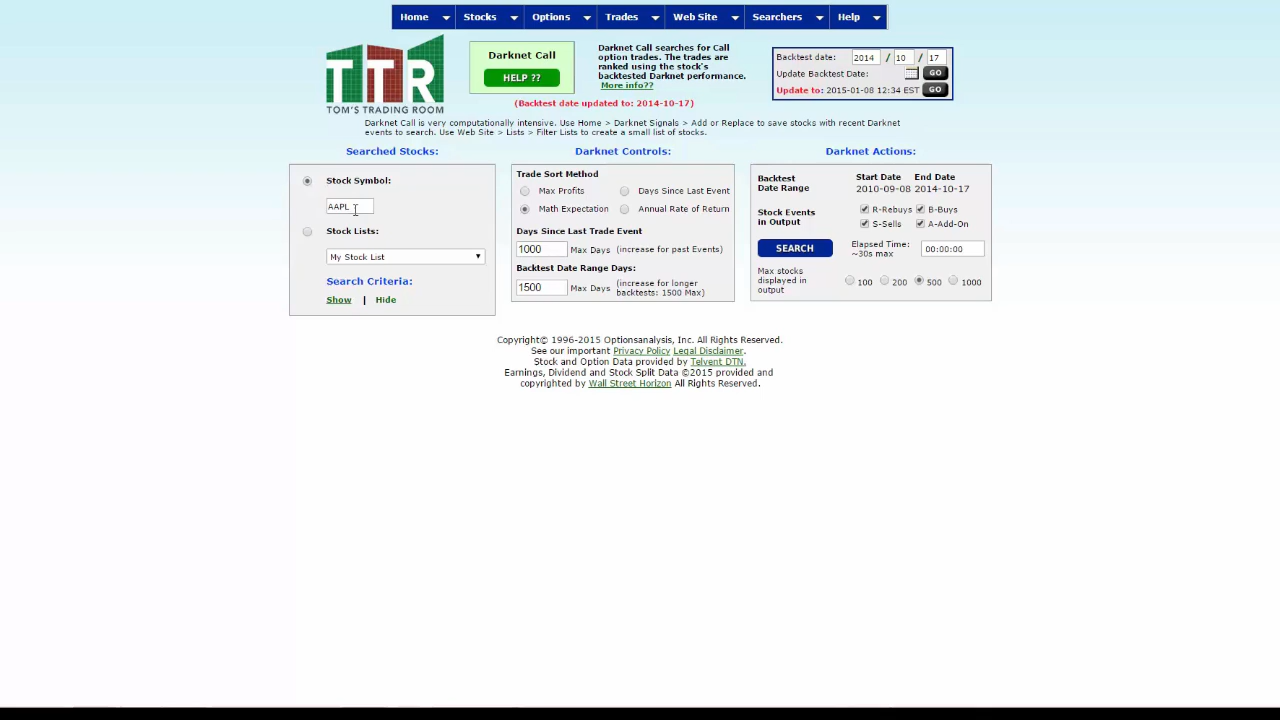 Home Stocks Options Trades Web Site Searchers Help
TTR
TOM'S TRADING ROOM
Darknet Call
HELP ??
Darknet Call searches for Call
option trades. The trades are
ranked using the stock's
backtested Darknet performance.
More info??
(Backtest date updated to: 2014-10-17)
Backtest date: 2014 / 10 / 17
Update Backtest Date: GO
Update to: 2015-01-08 12:34 EST GO
Darknet Call is very computationally intensive. Use Home > Darknet Signals > Add or Replace to save stocks with recent Darknet
events to search. Use Web Site > Lists > Filter Lists to create a small list of stocks.
Searched Stocks:
Stock Symbol:
AAPL
Stock Lists:
My Stock List
Search Criteria:
Show | Hide
Darknet Controls:
Trade Sort Method
Max Profits Days Since Last Event
Math Expectation Annual Rate of Return
Days Since Last Trade Event
1000 Max Days (increase for past Events)
Backtest Date Range Days:
1500 Max Days (increase for longer
backtests: 1500 Max)
Darknet Actions:
Backtest
Date Range
Start Date End Date
2010-09-08 2014-10-17
Stock Events
in Output
R-Rebuys B-Buys
S-Sells A-Add-On
SEARCH
Elapsed Time:
~30s max
00:00:00
Max stocks
displayed in
output
100 200 500 1000
Copyright© 1996-2015 Optionsanalysis, Inc. All Rights Reserved.
See our important Privacy Policy Legal Disclaimer.
Stock and Option Data provided by Telvent DTN.
Earnings, Dividend and Stock Split Data ©2015 provided and
copyrighted by Wall Street Horizon All Rights Reserved.